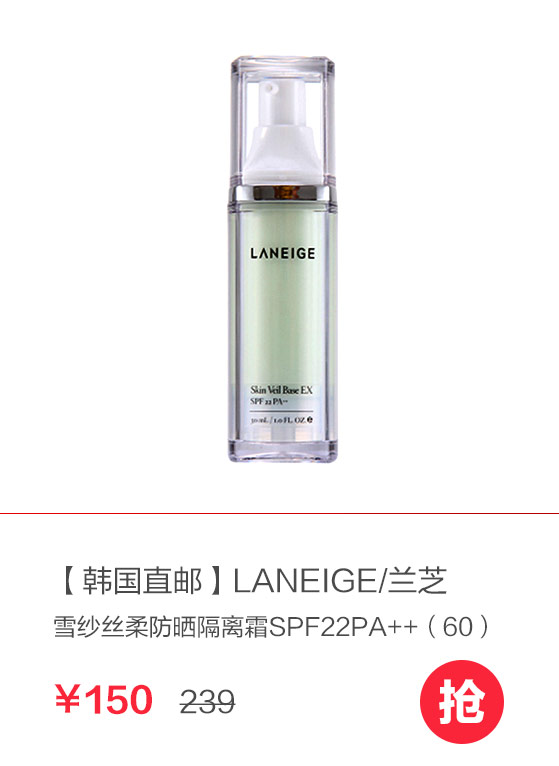 LANEIGE
Skin Veil Base EX
SPF 22 PA++
30 mL / 1.0 FL. OZ e
【韩国直邮】LANEIGE/兰芝
雪纱丝柔防晒隔离霜SPF22PA++（60）
¥150 239
抢